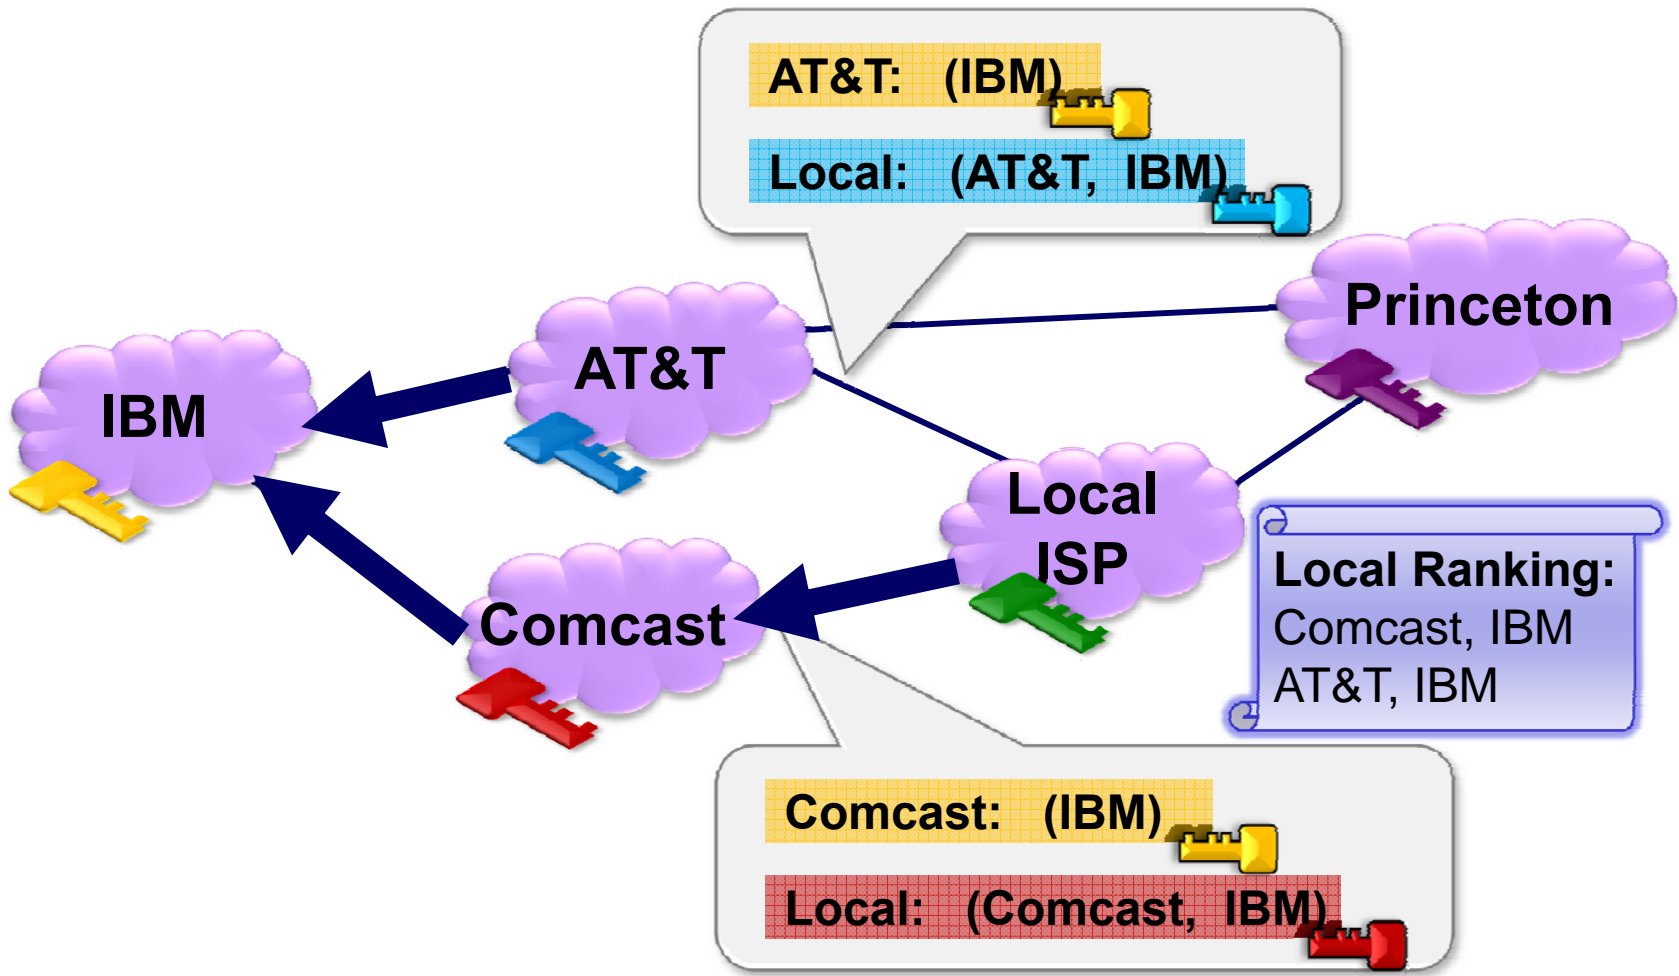 AT&T: (IBM)
Local: (AT&T, IBM)
Princeton
AT&T
IBM
Local
ISP
Local Ranking:
Comcast, IBM
AT&T, IBM
Comcast
Comcast: (IBM)
Local: (Comcast, IBM)